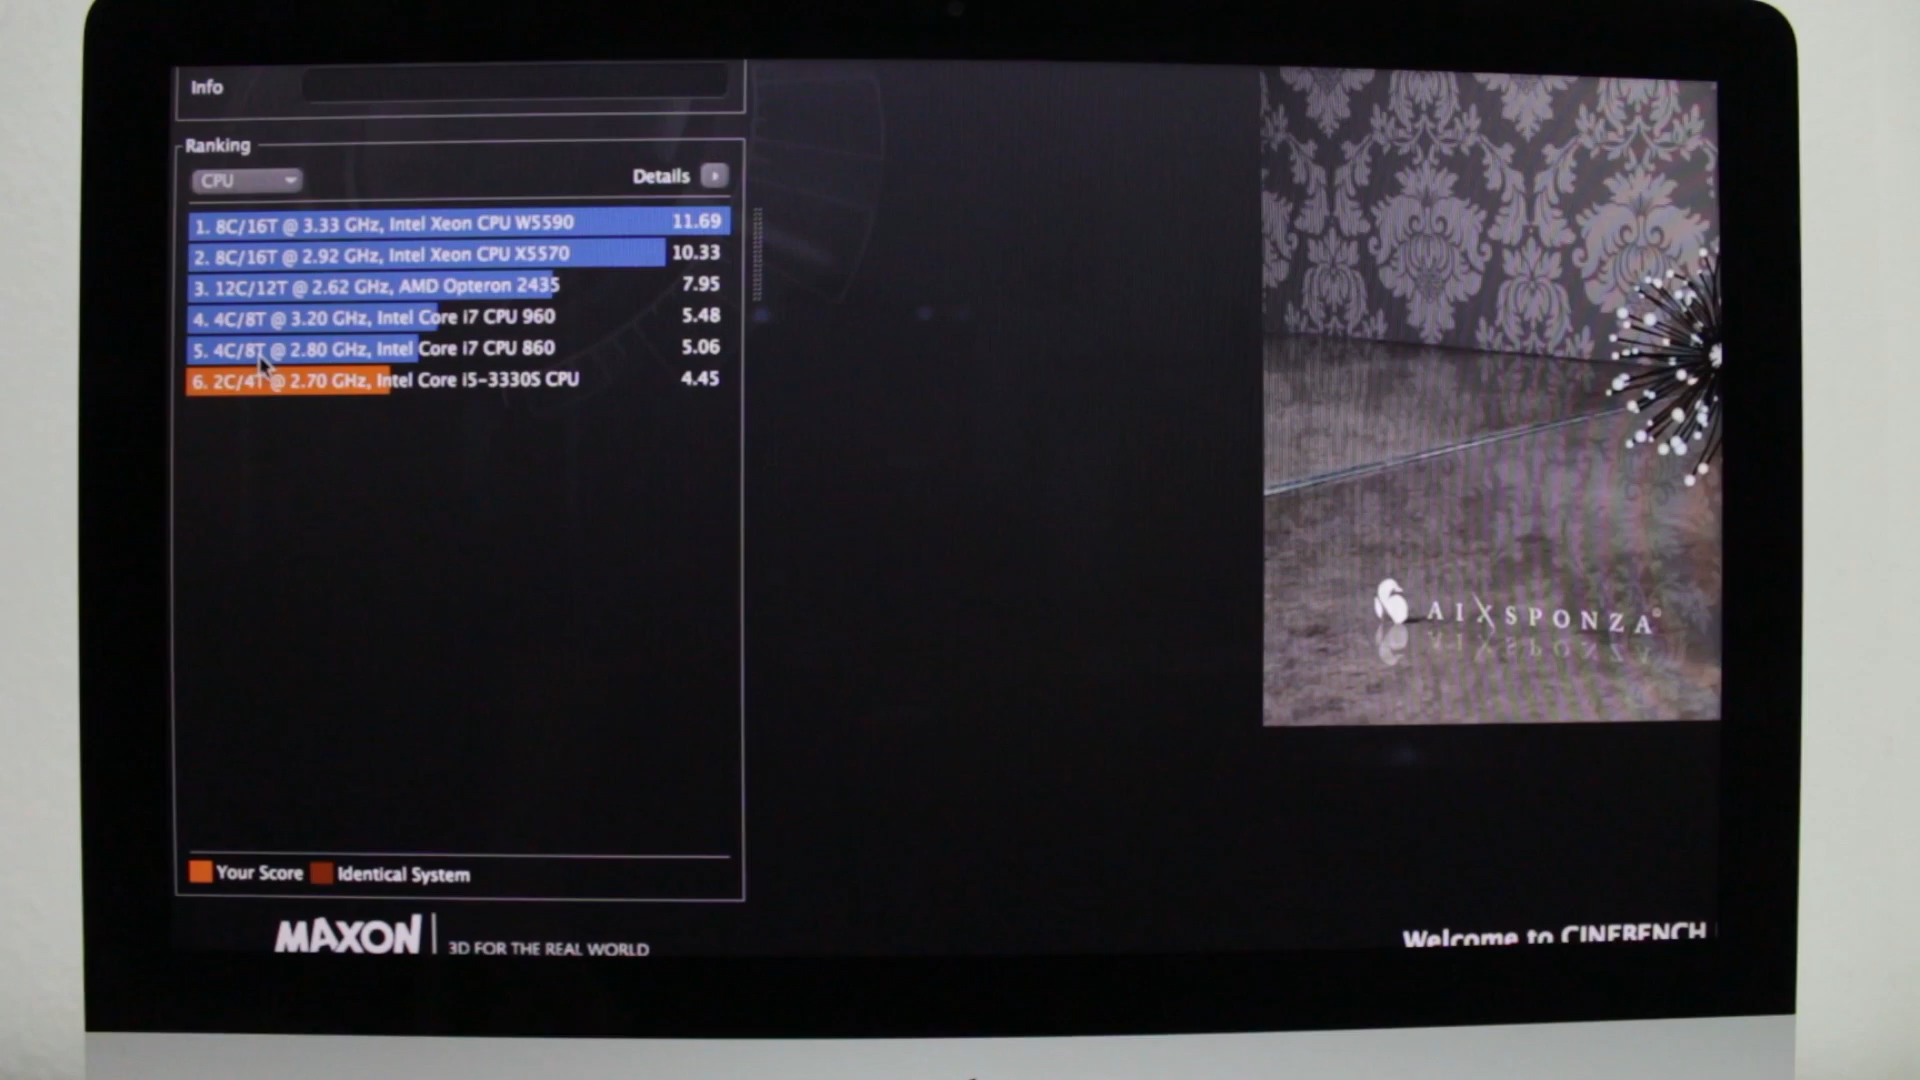 Info
Ranking
CPU
Details
1. 8C/16T @ 3.33 GHz, Intel Xeon CPU W5590 11.69
2. 8C/16T @ 2.92 GHz, Intel Xeon CPU X5570 10.33
3. 12C/12T @ 2.62 GHz, AMD Opteron 2435 7.95
4. 4C/8T @ 3.20 GHz, Intel Core i7 CPU 960 5.48
5. 4C/8T @ 2.80 GHz, Intel Core i7 CPU 860 5.06
6. 2C/4T @ 2.70 GHz, Intel Core i5-3330S CPU 4.45
AIXSPONZA®
Your Score
Identical System
MAXON
3D FOR THE REAL WORLD
Welcome to CINEBENCH